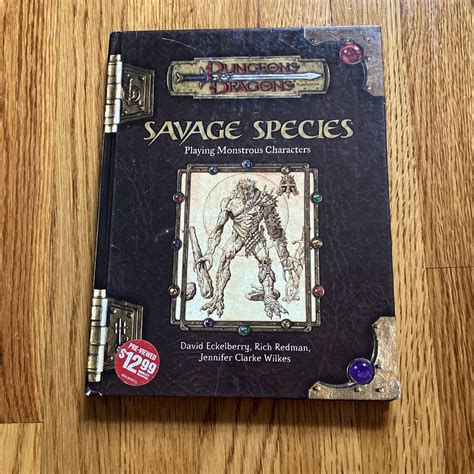 DUNGEONS
& DRAGONS
SAVAGE SPECIES
Playing Monstrous Characters
David Eckelberry, Rich Redman,
Jennifer Clarke Wilkes
PRE-VIEWED
$12.99